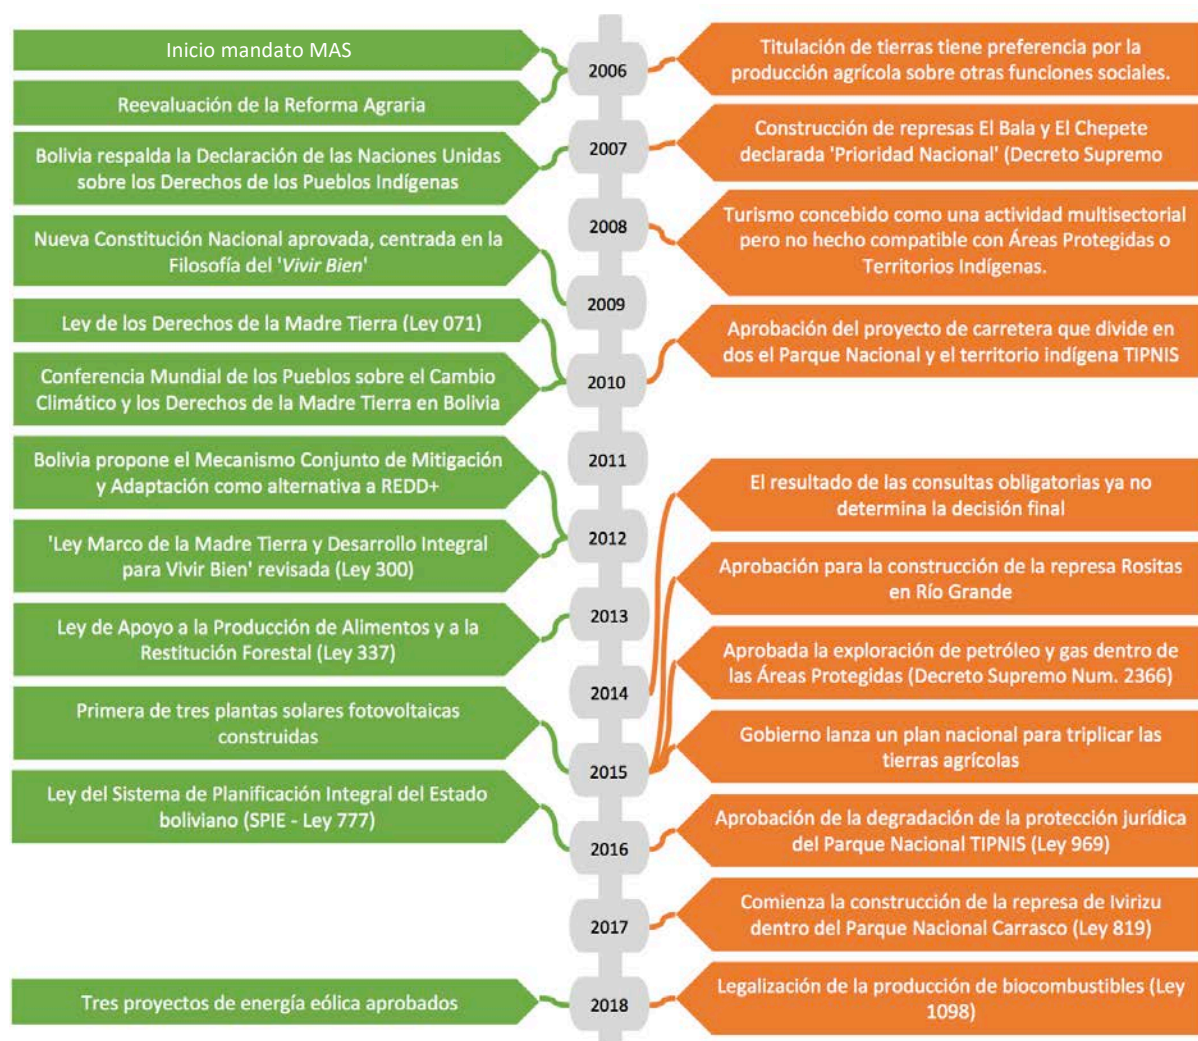 Inicio mandato MAS
Reevaluación de la Reforma Agraria
2006
Titulación de tierras tiene preferencia por la
producción agrícola sobre otras funciones sociales.
Bolivia respalda la Declaración de las Naciones Unidas
sobre los Derechos de los Pueblos Indígenas
2007
Construcción de represas El Bala y El Chepete
declarada 'Prioridad Nacional' (Decreto Supremo
2008
Turismo concebido como una actividad multisectorial
pero no hecho compatible con Áreas Protegidas o
Territorios Indígenas.
Nueva Constitución Nacional aprovada, centrada en la
Filosofía del 'Vivir Bien'
2009
Ley de los Derechos de la Madre Tierra (Ley 071)
Conferencia Mundial de los Pueblos sobre el Cambio
Climático y los Derechos de la Madre Tierra en Bolivia
2010
Aprobación del proyecto de carretera que divide en
dos el Parque Nacional y el territorio indígena TIPNIS
2011
Bolivia propone el Mecanismo Conjunto de Mitigación
y Adaptación como alternativa a REDD+
'Ley Marco de la Madre Tierra y Desarrollo Integral
para Vivir Bien' revisada (Ley 300)
2012
Ley de Apoyo a la Producción de Alimentos y a la
Restitución Forestal (Ley 337)
2013
2014
El resultado de las consultas obligatorias ya no
determina la decisión final
Primera de tres plantas solares fotovoltaicas
construidas
2015
Aprobación para la construcción de la represa Rositas
en Río Grande
Aprobada la exploración de petróleo y gas dentro de
las Áreas Protegidas (Decreto Supremo Num. 2366)
Gobierno lanza un plan nacional para triplicar las
tierras agrícolas
Ley del Sistema de Planificación Integral del Estado
boliviano (SPIE - Ley 777)
2016
Aprobación de la degradación de la protección jurídica
del Parque Nacional TIPNIS (Ley 969)
2017
Comienza la construcción de la represa de Ivirizu
dentro del Parque Nacional Carrasco (Ley 819)
Tres proyectos de energía eólica aprobados
2018
Legalización de la producción de biocombustibles (Ley
1098)